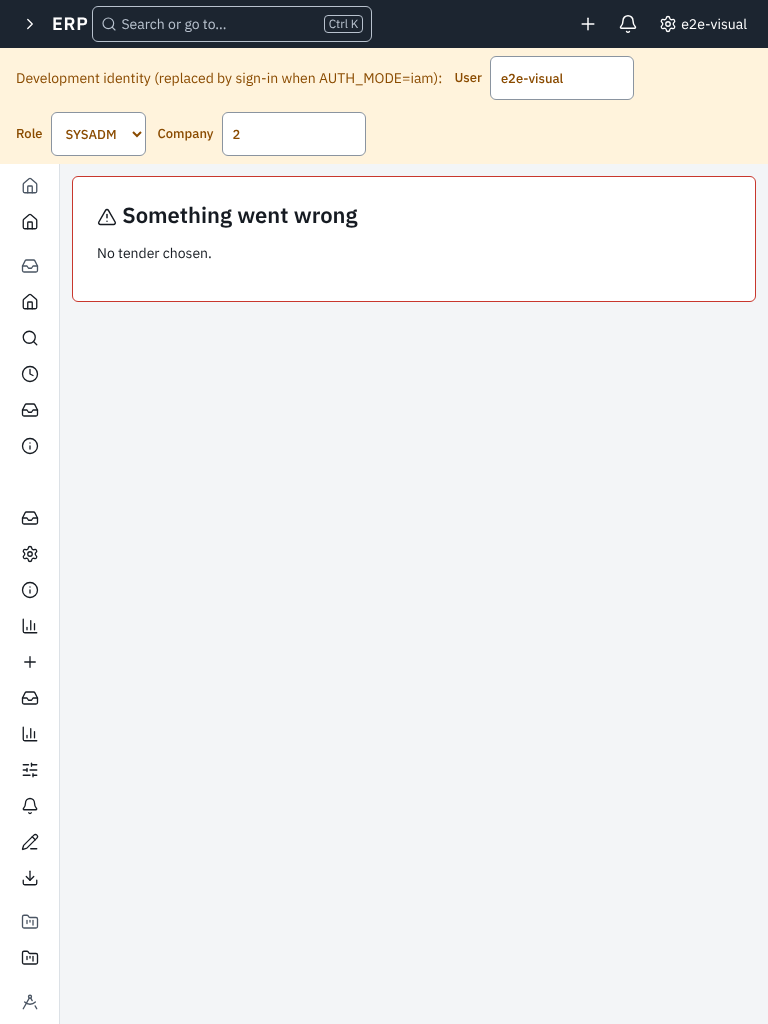 ERP
Search or go to...
Ctrl K
e2e-visual
Development identity (replaced by sign-in when AUTH_MODE=iam):
User
e2e-visual
Role
SYSADM
Company
2
Something went wrong
No tender chosen.